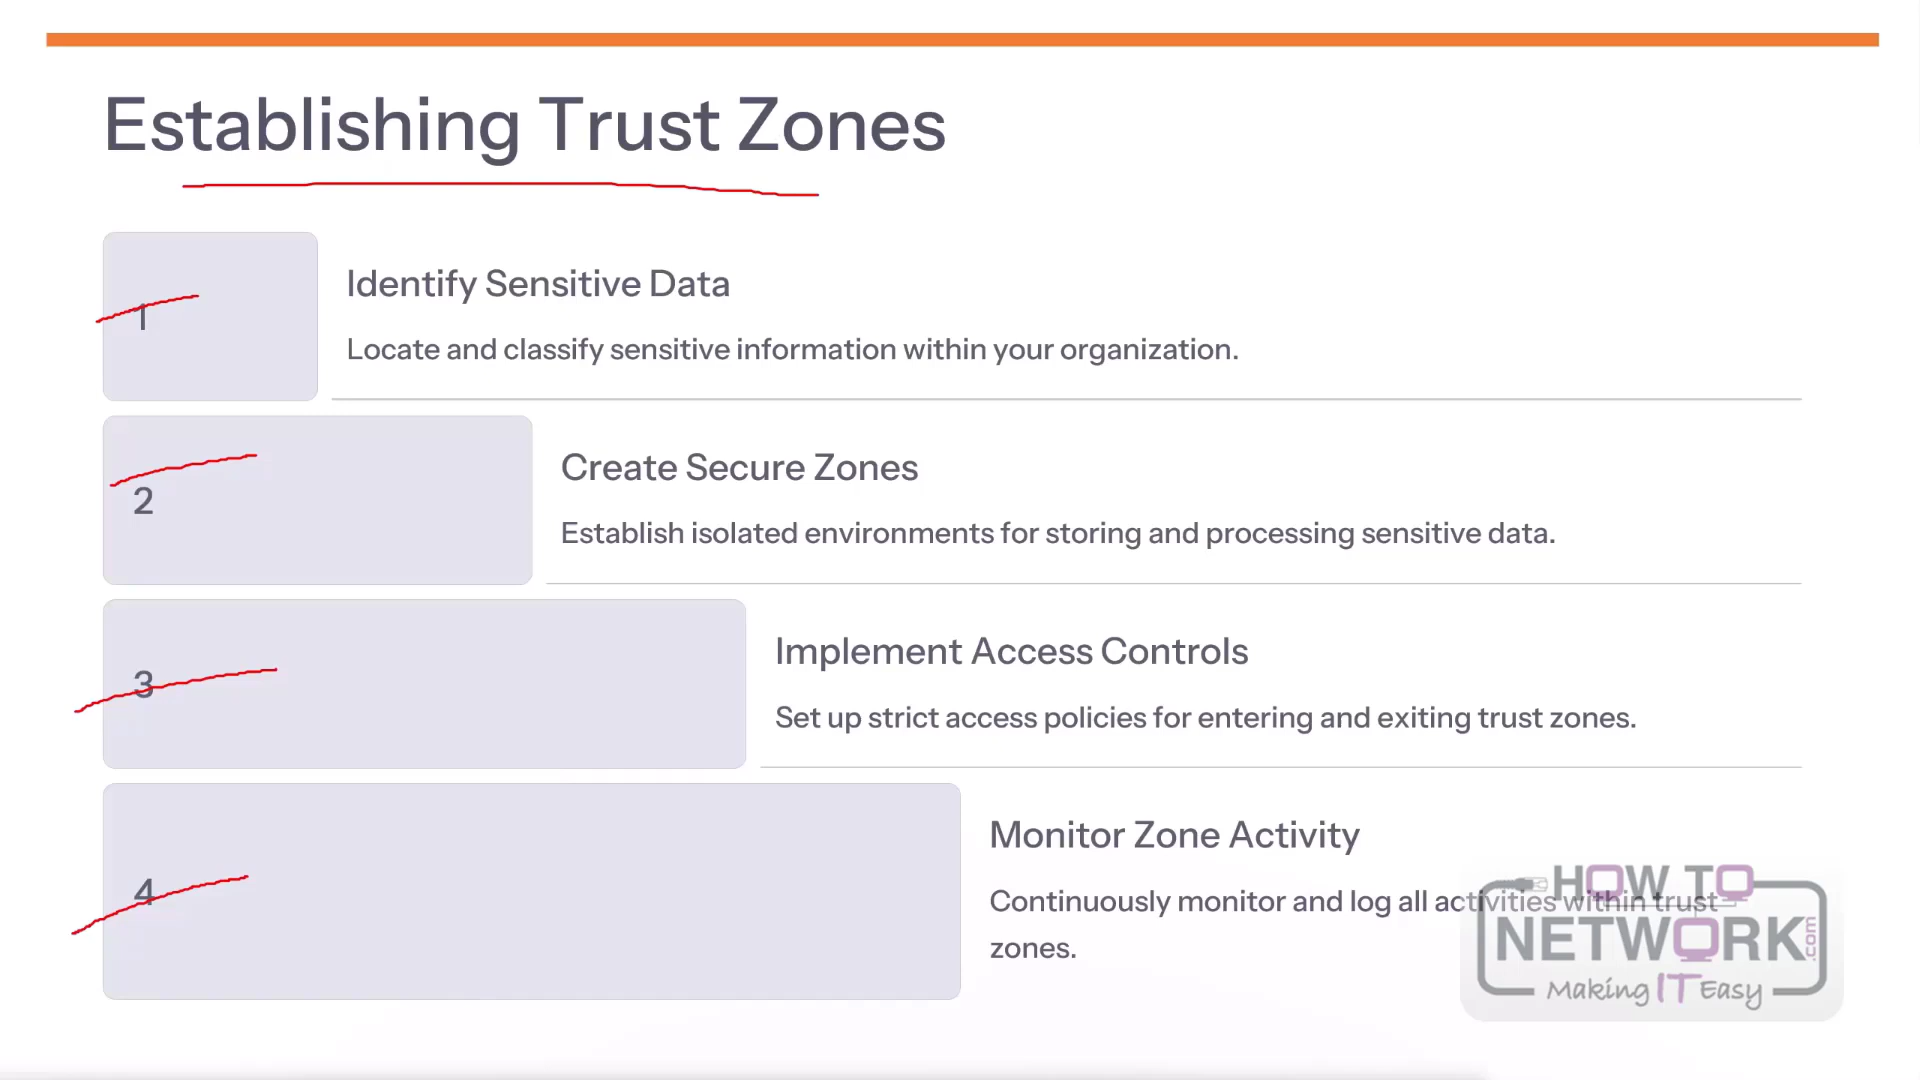 Establishing Trust Zones
1
Identify Sensitive Data
Locate and classify sensitive information within your organization.
2
Create Secure Zones
Establish isolated environments for storing and processing sensitive data.
3
Implement Access Controls
Set up strict access policies for entering and exiting trust zones.
4
Monitor Zone Activity
Continuously monitor and log all activities within trust
zones.
HOW TO
NETWORK.com
Making IT Easy